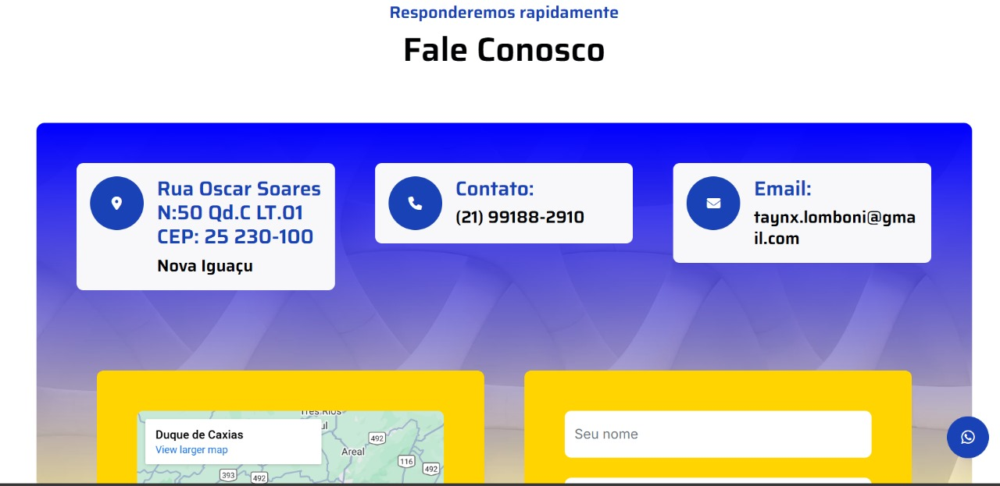 Responderemos rapidamente
Fale Conosco
Rua Oscar Soares
N:50 Qd.C LT.01
CEP: 25 230-100
Nova Iguaçu
Contato:
(21) 99188-2910
Email:
taynx.lomboni@gma
il.com
Duque de Caxias
View larger map
Três Rios
ul
492
Areal
116
492
393
492
Seu nome